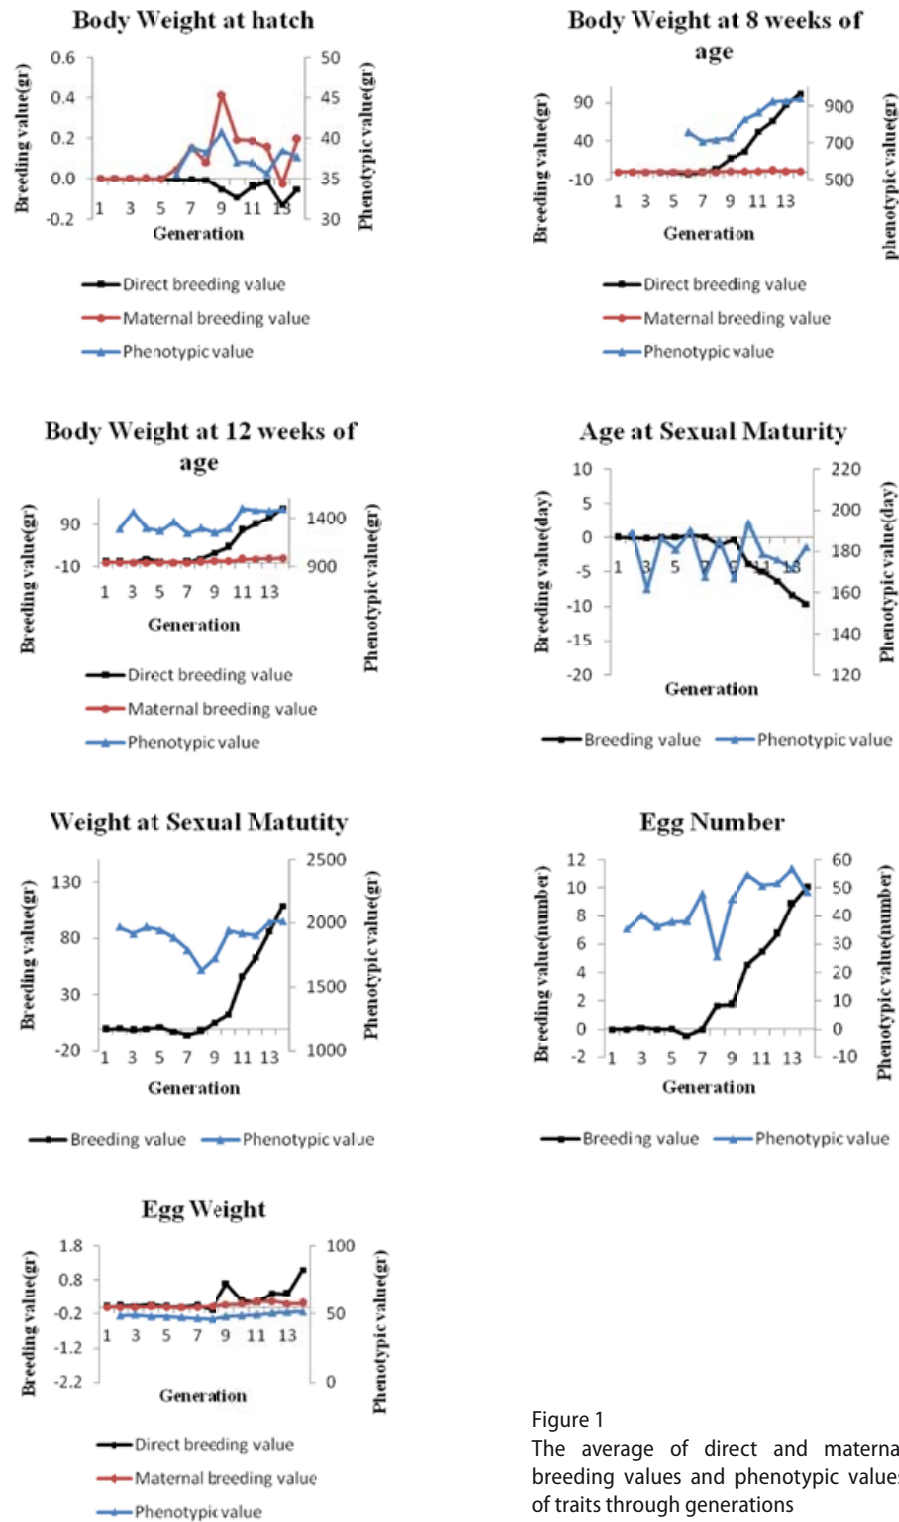 Body Weight at hatch
0.6
0.4
0.2
0.0
-0.2
50
45
40
35
30
1 3 5 7 9 11 13
Breeding value(gr)
Phenotypic value(gr)
Generation
Direct breeding value
Maternal breeding value
Phenotypic value
Body Weight at 8 weeks of
age
90
40
-10
900
700
500
1 3 5 7 9 11 13
Breeding value(gr)
phenotypic value(gr)
Generation
Direct breeding value
Maternal breeding value
Phenotypic value
Body Weight at 12 weeks of
age
90
-10
1400
900
1 3 5 7 9 11 13
Breeding value(gr)
Phenotypic value(gr)
Generation
Direct breeding value
Maternal breeding value
Phenotypic value
Age at Sexual Maturity
10
5
0
-5
-10
-15
-20
220
200
180
160
140
120
1 3 5 7 9 11 13
Breeding value(day)
Phenotypic value(day)
Generation
Breeding value Phenotypic value
Weight at Sexual Matutity
130
80
30
-20
2500
2000
1500
1000
1 3 5 7 9 11 13
Breeding value(gr)
Phenotypic value(gr)
Generation
Breeding value Phenotypic value
Egg Number
12
10
8
6
4
2
0
-2
60
50
40
30
20
10
0
-10
1 3 5 7 9 11 13
Breeding value(number)
Phenotypic value(number)
Generation
Breeding value Phenotypic value
Egg Weight
1.8
0.8
-0.2
-1.2
-2.2
100
50
0
1 3 5 7 9 11 13
Breeding value(gr)
Phenotypic value(gr)
Generation
Direct breeding value
Maternal breeding value
Phenotypic value
Figure 1
The average of direct and materna
breeding values and phenotypic values
of traits through generations